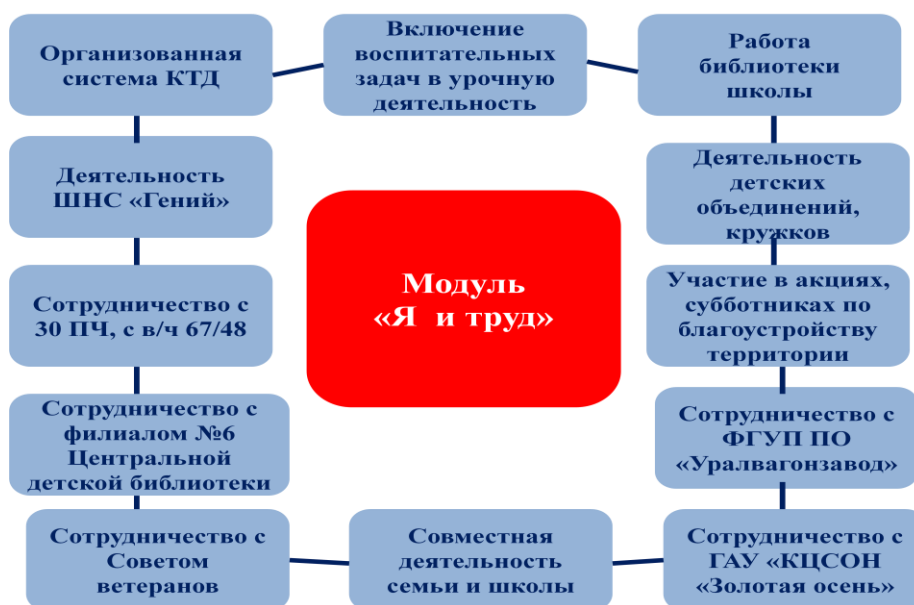 Организованная
система КТД
Включение
воспитательных
задач в урочную
деятельность
Работа
библиотеки
школы
Деятельность
ШНС «Гений»
Деятельность
детских
объединений,
кружков
Модуль
«Я и труд»
Сотрудничество с
30 ПЧ, с в/ч 67/48
Участие в акциях,
субботниках по
благоустройству
территории
Сотрудничество с
филиалом №6
Центральной
детской библиотеки
Сотрудничество с
ФГУП ПО
«Уралвагонзавод»
Сотрудничество с
Советом
ветеранов
Совместная
деятельность
семьи и школы
Сотрудничество с
ГАУ «КЦСОН
«Золотая осень»